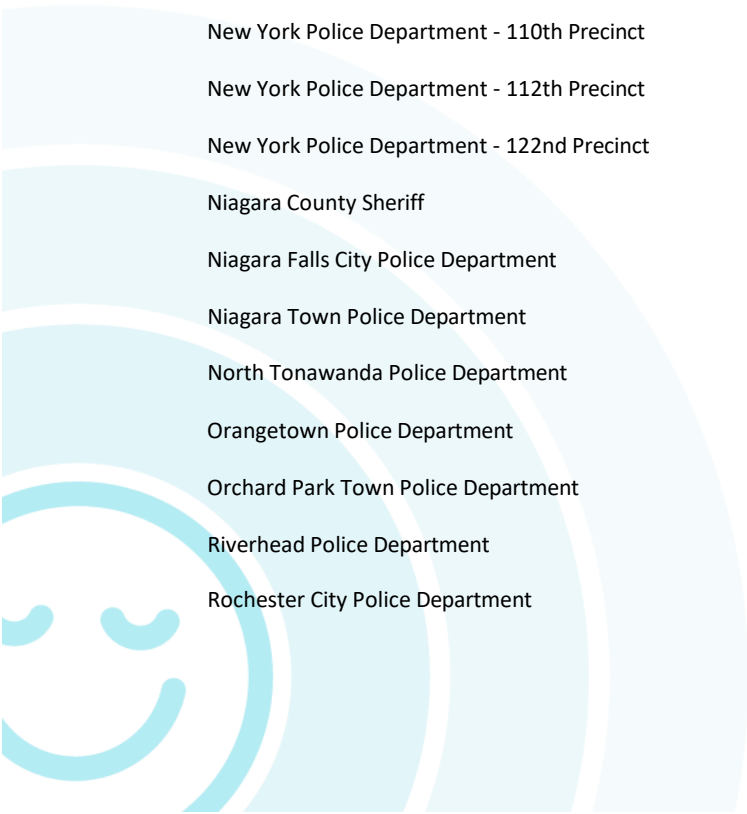 New York Police Department - 110th Precinct
New York Police Department - 112th Precinct
New York Police Department - 122nd Precinct
Niagara County Sheriff
Niagara Falls City Police Department
Niagara Town Police Department
North Tonawanda Police Department
Orangetown Police Department
Orchard Park Town Police Department
Riverhead Police Department
Rochester City Police Department